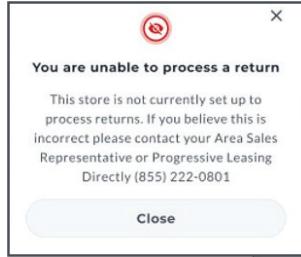 You are unable to process a return
This store is not currently set up to
process returns. If you believe this is
incorrect please contact your Area Sales
Representative or Progressive Leasing
Directly (855) 222-0801
Close